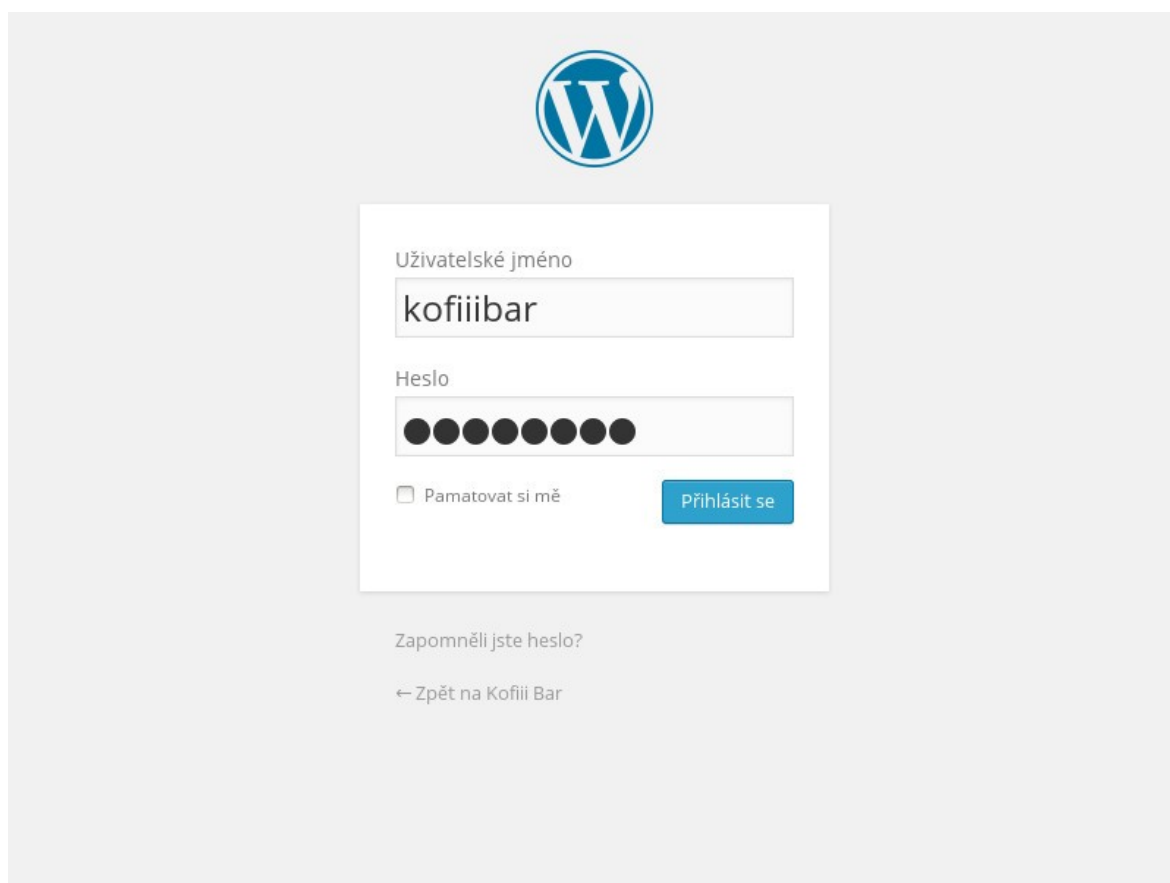 Uživatelské jméno
kofiiibar
Heslo
●●●●●●●●
Pamatovat si mě
Přihlásit se
Zapomněli jste heslo?
← Zpět na Kofiii Bar